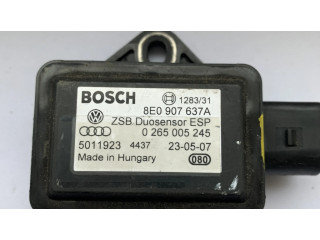 BOSCH 1283/31
8E0 907 637A
ZSB Duosensor ESP
0 265 005 245
5011923 4437 23-05-07
Made in Hungary 080